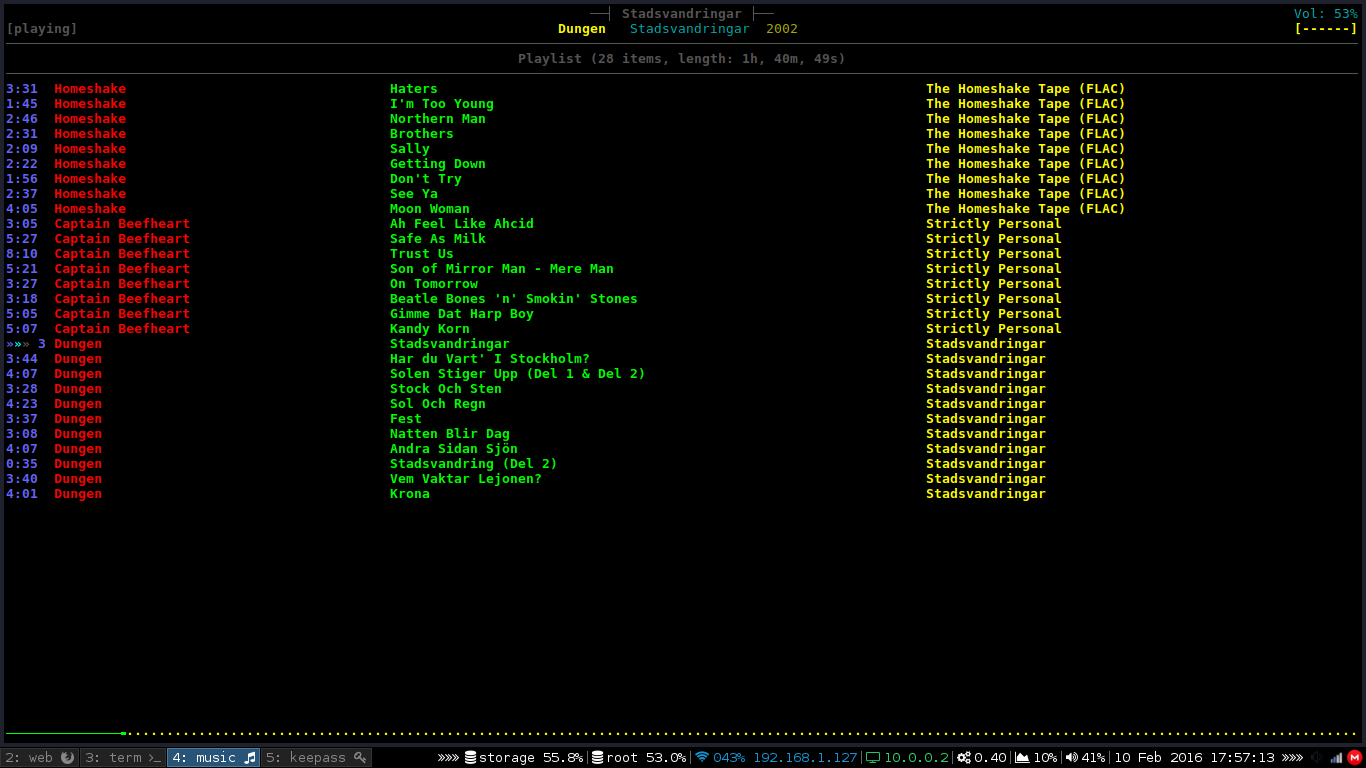 Stadsvandringar
Vol: 53%
[playing] Dungen Stadsvandringar 2002 [------]
Playlist (28 items, length: 1h, 40m, 49s)
3:31 Homeshake Haters The Homeshake Tape (FLAC)
1:45 Homeshake I'm Too Young The Homeshake Tape (FLAC)
2:46 Homeshake Northern Man The Homeshake Tape (FLAC)
2:31 Homeshake Brothers The Homeshake Tape (FLAC)
2:09 Homeshake Sally The Homeshake Tape (FLAC)
2:22 Homeshake Getting Down The Homeshake Tape (FLAC)
1:56 Homeshake Don't Try The Homeshake Tape (FLAC)
2:37 Homeshake See Ya The Homeshake Tape (FLAC)
4:05 Homeshake Moon Woman The Homeshake Tape (FLAC)
3:05 Captain Beefheart Ah Feel Like Ahcid Strictly Personal
5:27 Captain Beefheart Safe As Milk Strictly Personal
8:10 Captain Beefheart Trust Us Strictly Personal
5:21 Captain Beefheart Son of Mirror Man - Mere Man Strictly Personal
3:27 Captain Beefheart On Tomorrow Strictly Personal
3:18 Captain Beefheart Beatle Bones 'n' Smokin' Stones Strictly Personal
5:05 Captain Beefheart Gimme Dat Harp Boy Strictly Personal
5:07 Captain Beefheart Kandy Korn Strictly Personal
»»» 3 Dungen Stadsvandringar Stadsvandringar
3:44 Dungen Har du Vart' I Stockholm? Stadsvandringar
4:07 Dungen Solen Stiger Upp (Del 1 & Del 2) Stadsvandringar
3:28 Dungen Stock Och Sten Stadsvandringar
4:23 Dungen Sol Och Regn Stadsvandringar
3:37 Dungen Fest Stadsvandringar
3:08 Dungen Natten Blir Dag Stadsvandringar
4:07 Dungen Andra Sidan Sjön Stadsvandringar
0:35 Dungen Stadsvandring (Del 2) Stadsvandringar
3:40 Dungen Vem Vaktar Lejonen? Stadsvandringar
4:01 Dungen Krona Stadsvandringar
2: web 3: term 4: music 5: keepass »»» storage 55.8%| root 53.0%| 043% 192.168.1.127| 10.0.0.2| 0.40| 10%| 41%|10 Feb 2016 17:57:13 »»» M